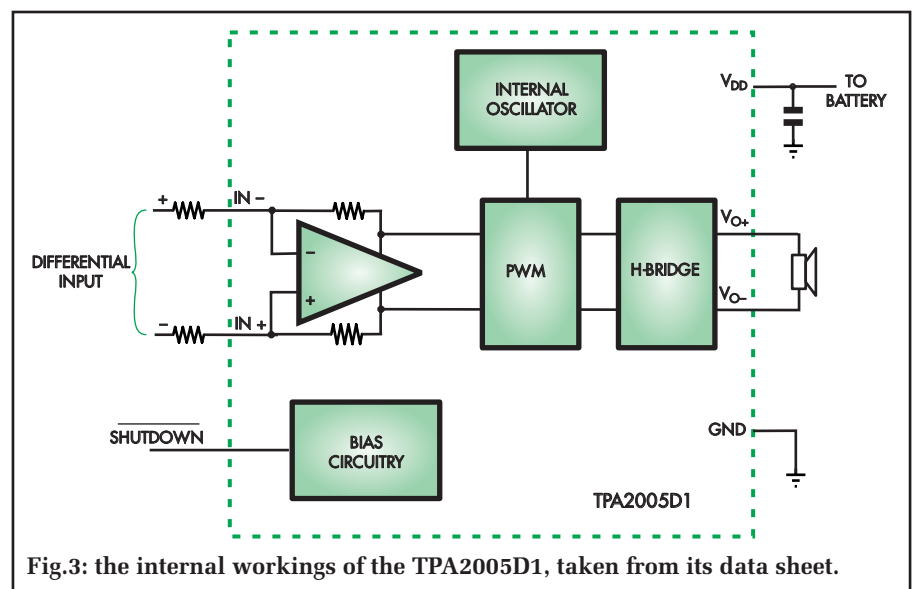 INTERNAL
OSCILLATOR
VDD
TO
BATTERY
+
IN –
DIFFERENTIAL
INPUT
–
+
PWM
H-BRIDGE
VO+
VO–
–
IN +
SHUTDOWN
BIAS
CIRCUITRY
GND
TPA2005D1
Fig.3: the internal workings of the TPA2005D1, taken from its data sheet.